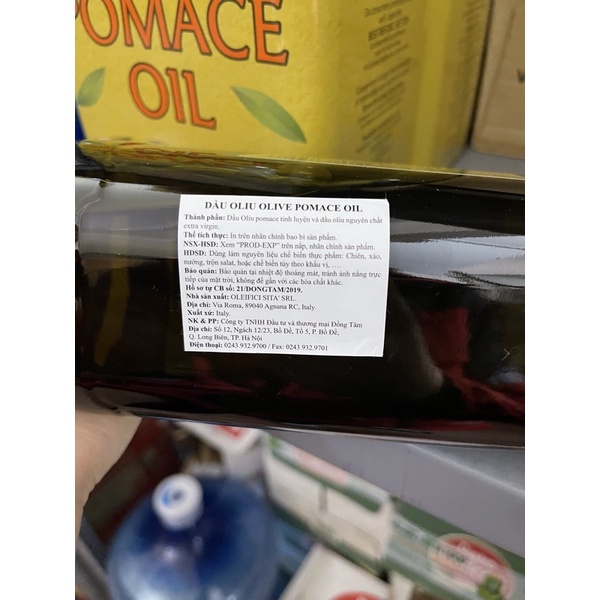 POMACE
OIL
DẦU OLIU OLIVE POMACE OIL
Thành phần: Dầu Oliu pomace tinh luyện và dầu oliu nguyên chất
extra virgin.
Thể tích thực: In trên nhãn chính bao bì sản phẩm.
NSX-HSD: Xem "PROD-EXP" trên nắp, nhãn chính sản phẩm.
HDSD: Dùng làm nguyên liệu chế biến thực phẩm: Chiên, xào,
nướng, trộn salat, hoặc chế biến tùy theo khẩu vị, ….
Bảo quản: Bảo quản tại nhiệt độ thoáng mát, tránh ánh nắng trực
tiếp của mặt trời, không để gần với các hóa chất khác.
Hồ sơ tự CB số: 21/DONGTAM/2019.
Nhà sản xuất: OLEIFICI SITA' SRL.
Địa chỉ: Via Roma, 89040 Agnana RC, Italy.
Xuất xứ: Italy.
NK & PP: Công ty TNHH Đầu tư và thương mại Đồng Tâm
Địa chỉ: Số 12, Ngách 12/23, Bồ Đề, Tổ 5, P. Bồ Đề,
Q. Long Biên, TP. Hà Nội
Điện thoại: 0243.932.9700 / Fax: 0243.932.9701